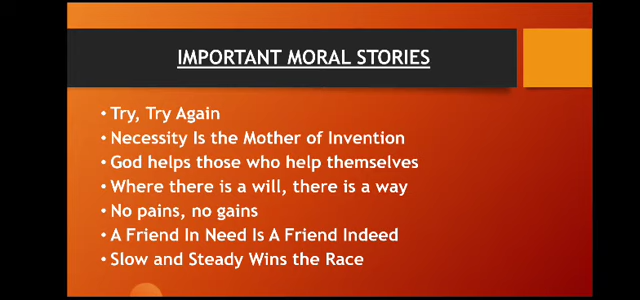 IMPORTANT MORAL STORIES
• Try, Try Again
• Necessity Is the Mother of Invention
• God helps those who help themselves
• Where there is a will, there is a way
• No pains, no gains
• A Friend In Need Is A Friend Indeed
• Slow and Steady Wins the Race